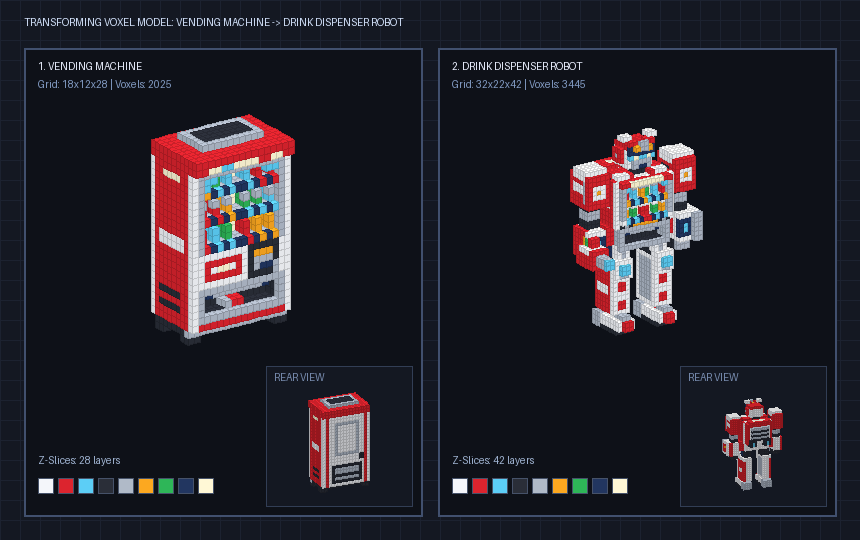 TRANSFORMING VOXEL MODEL: VENDING MACHINE -> DRINK DISPENSER ROBOT
1. VENDING MACHINE
Grid: 18x12x28 | Voxels: 2025
REAR VIEW
Z-Slices: 28 layers
2. DRINK DISPENSER ROBOT
Grid: 32x22x42 | Voxels: 3445
REAR VIEW
Z-Slices: 42 layers